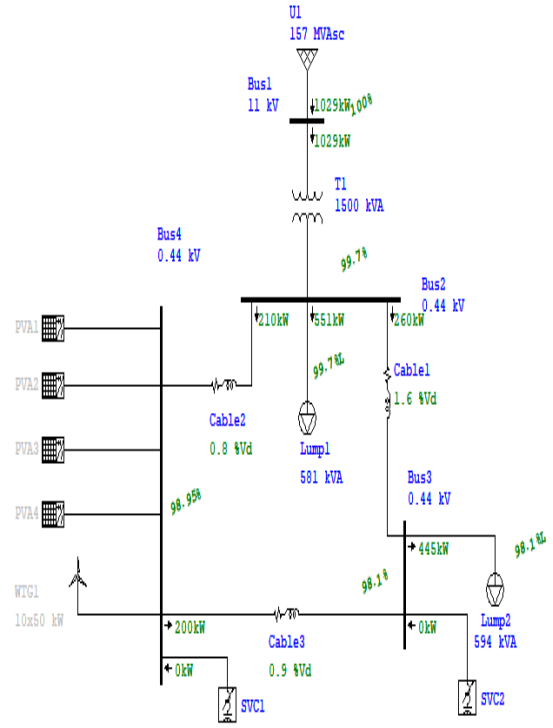 U1
157 MVAsc
1029kW
100%
Bus1
11 kV
1029kW
T1
1500 kVA
Bus4
0.44 kV
99.7%
Bus2
0.44 kV
210kW
551kW
260kW
PVA1
99.7%L
Cable1
1.6 %Vd
PVA2
Cable2
0.8 %Vd
Lump1
581 kVA
PVA3
Bus3
0.44 kV
98.95%
PVA4
445kW
98.1%L
98.1%
WTG1
10x50 kW
200kW
0kW
Cable3
0.9 %Vd
0kW
Lump2
594 kVA
SVC1
SVC2